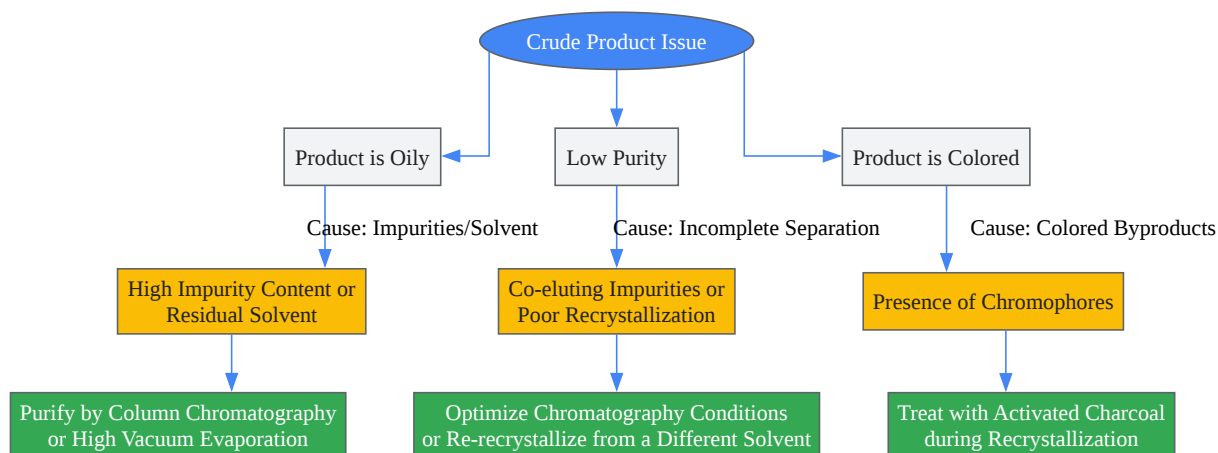 Crude Product Issue
Product is Oily
Low Purity
Product is Colored
Cause: Impurities/Solvent
Cause: Incomplete Separation
Cause: Colored Byproducts
High Impurity Content or
Residual Solvent
Co-eluting Impurities or
Poor Recrystallization
Presence of Chromophores
Purify by Column Chromatography
or High Vacuum Evaporation
Optimize Chromatography Conditions
or Re-recrystallize from a Different Solvent
Treat with Activated Charcoal
during Recrystallization